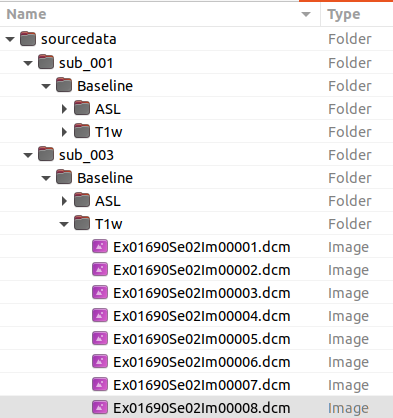 Name Type
sourcedata Folder
sub_001 Folder
Baseline Folder
ASL Folder
T1w Folder
sub_003 Folder
Baseline Folder
ASL Folder
T1w Folder
Ex01690Se02Im00001.dcm Image
Ex01690Se02Im00002.dcm Image
Ex01690Se02Im00003.dcm Image
Ex01690Se02Im00004.dcm Image
Ex01690Se02Im00005.dcm Image
Ex01690Se02Im00006.dcm Image
Ex01690Se02Im00007.dcm Image
Ex01690Se02Im00008.dcm Image